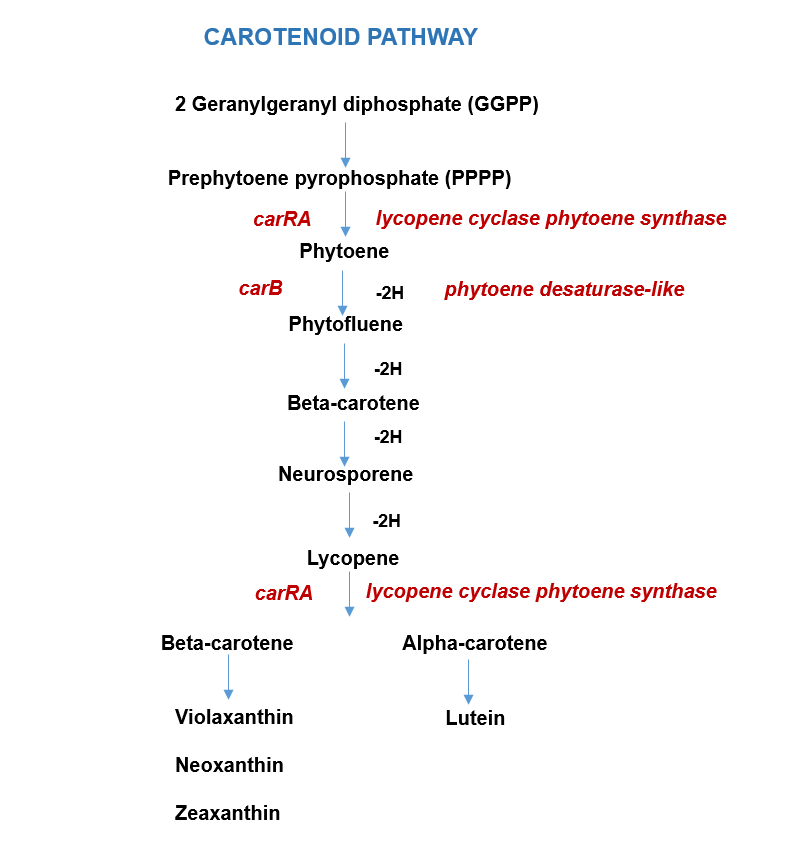 CAROTENOID PATHWAY
2 Geranylgeranyl diphosphate (GGPP)
Prephytoene pyrophosphate (PPPP)
carRA lycopene cyclase phytoene synthase
Phytoene
carB -2H phytoene desaturase-like
Phytofluene
-2H
Beta-carotene
-2H
Neurosporene
-2H
Lycopene
carRA lycopene cyclase phytoene synthase
Beta-carotene Alpha-carotene
Violaxanthin Lutein
Neoxanthin
Zeaxanthin